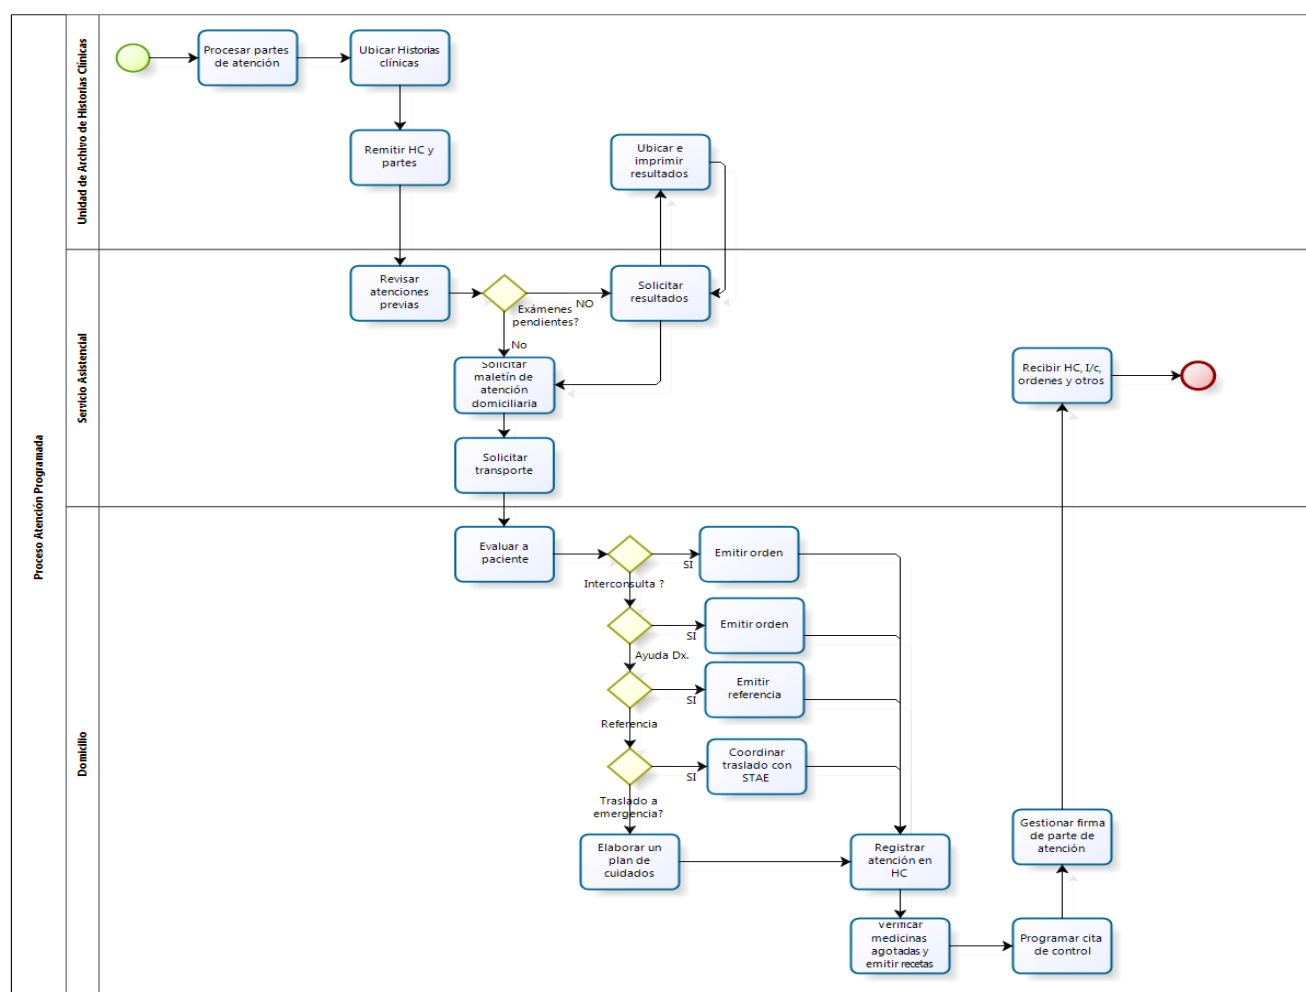 Proceso Atención Programada
Unidad de Archivo de Historias Clínicas
Procesar partes
de atención
Ubicar Historias
clínicas
Remitir HC y
partes
Ubicar e
imprimir
resultados
Servicio Asistencial
Revisar
atenciones
previas
Exámenes
pendientes?
NO
No
Solicitar
resultados
Solicitar
maletín de
atención
domiciliaria
Solicitar
transporte
Recibir HC, I/c,
ordenes y otros
Domicilio
Evaluar a
paciente
Interconsulta ?
SI
Emitir orden
Ayuda Dx.
SI
Emitir orden
Referencia
SI
Emitir
referencia
Traslado a
emergencia?
SI
Coordinar
traslado con
STAE
Elaborar un
plan de
cuidados
Registrar
atención en
HC
Verificar
medicinas
agotadas y
emitir recetas
Programar cita
de control
Gestionar firma
de parte de
atención